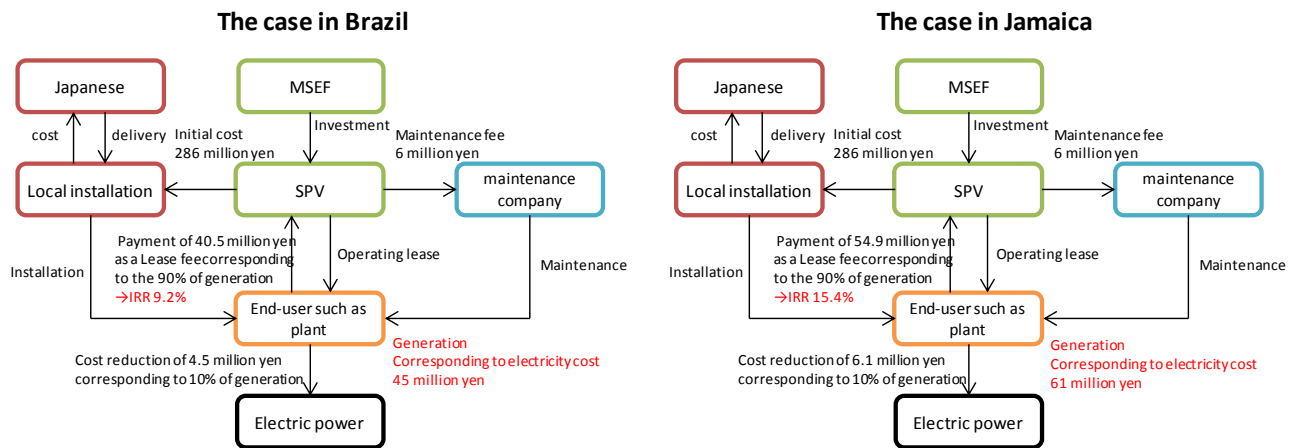 The case in Brazil
Japanese
MSEF
cost
delivery
Initial cost
286 million yen
Investment
Maintenance fee
6 million yen
Local installation
SPV
maintenance
company
Installation
Payment of 40.5 million yen
as a Lease feecorresponding
to the 90% of generation
→IRR 9.2%
Operating lease
Maintenance
End-user such as
plant
Cost reduction of 4.5 million yen
corresponding to 10% of generation
Generation
Corresponding to electricity cost
45 million yen
Electric power
The case in Jamaica
Japanese
MSEF
cost
delivery
Initial cost
286 million yen
Investment
Maintenance fee
6 million yen
Local installation
SPV
maintenance
company
Installation
Payment of 54.9 million yen
as a Lease feecorresponding
to the 90% of generation
→IRR 15.4%
Operating lease
Maintenance
End-user such as
plant
Cost reduction of 6.1 million yen
corresponding to 10% of generation
Generation
Corresponding to electricity cost
61 million yen
Electric power